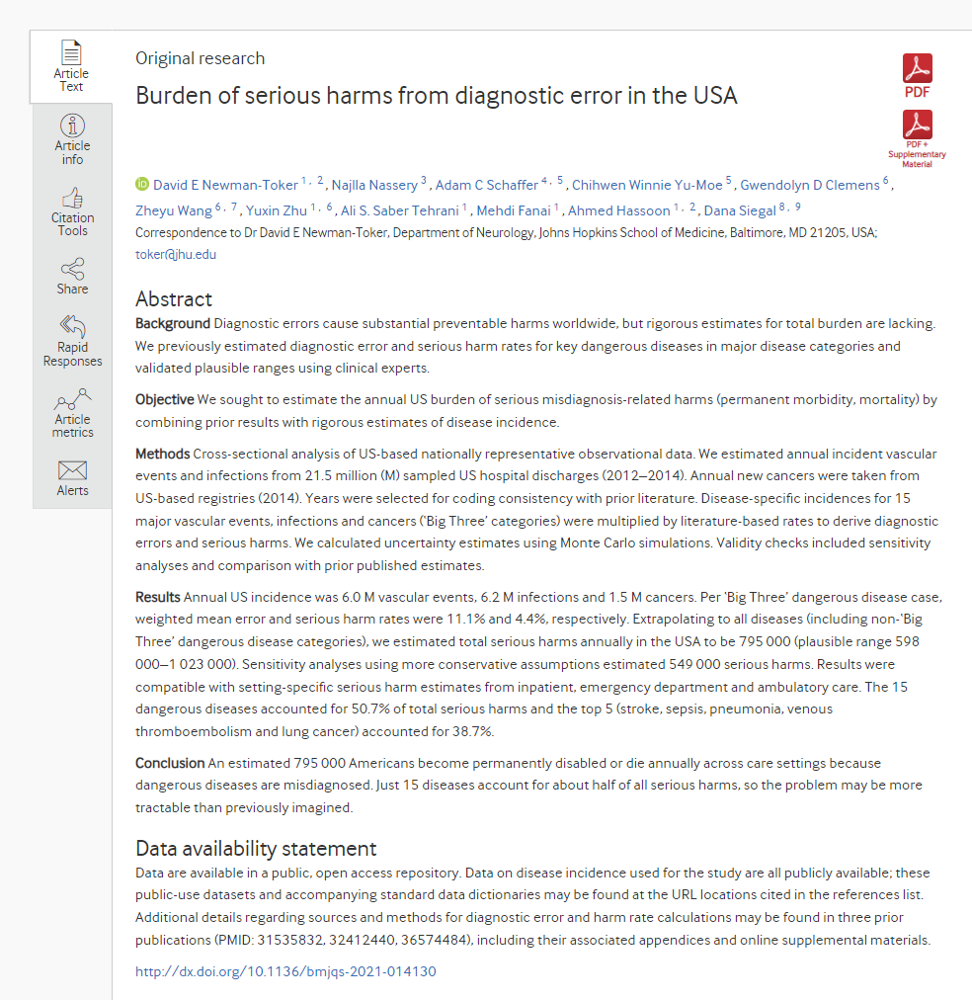 Article
Text
Article
info
Citation
Tools
Share
Rapid
Responses
Article
metrics
Alerts
Original research
Burden of serious harms from diagnostic error in the USA
PDF
PDF +
Supplementary
Material
iD David E Newman-Toker 1, 2, Najlla Nassery 3, Adam C Schaffer 4, 5, Chihwen Winnie Yu-Moe 5, Gwendolyn D Clemens 6,
Zheyu Wang 6, 7, Yuxin Zhu 1, 6, Ali S. Saber Tehrani 1, Mehdi Fanai 1, Ahmed Hassoon 1, 2, Dana Siegal 8, 9
Correspondence to Dr David E Newman-Toker, Department of Neurology, Johns Hopkins School of Medicine, Baltimore, MD 21205, USA;
toker@jhu.edu
Abstract
Background Diagnostic errors cause substantial preventable harms worldwide, but rigorous estimates for total burden are lacking.
We previously estimated diagnostic error and serious harm rates for key dangerous diseases in major disease categories and
validated plausible ranges using clinical experts.
Objective We sought to estimate the annual US burden of serious misdiagnosis-related harms (permanent morbidity, mortality) by
combining prior results with rigorous estimates of disease incidence.
Methods Cross-sectional analysis of US-based nationally representative observational data. We estimated annual incident vascular
events and infections from 21.5 million (M) sampled US hospital discharges (2012–2014). Annual new cancers were taken from
US-based registries (2014). Years were selected for coding consistency with prior literature. Disease-specific incidences for 15
major vascular events, infections and cancers (‘Big Three’ categories) were multiplied by literature-based rates to derive diagnostic
errors and serious harms. We calculated uncertainty estimates using Monte Carlo simulations. Validity checks included sensitivity
analyses and comparison with prior published estimates.
Results Annual US incidence was 6.0 M vascular events, 6.2 M infections and 1.5 M cancers. Per ‘Big Three’ dangerous disease case,
weighted mean error and serious harm rates were 11.1% and 4.4%, respectively. Extrapolating to all diseases (including non-‘Big
Three’ dangerous disease categories), we estimated total serious harms annually in the USA to be 795 000 (plausible range 598
000–1 023 000). Sensitivity analyses using more conservative assumptions estimated 549 000 serious harms. Results were
compatible with setting-specific serious harm estimates from inpatient, emergency department and ambulatory care. The 15
dangerous diseases accounted for 50.7% of total serious harms and the top 5 (stroke, sepsis, pneumonia, venous
thromboembolism and lung cancer) accounted for 38.7%.
Conclusion An estimated 795 000 Americans become permanently disabled or die annually across care settings because
dangerous diseases are misdiagnosed. Just 15 diseases account for about half of all serious harms, so the problem may be more
tractable than previously imagined.
Data availability statement
Data are available in a public, open access repository. Data on disease incidence used for the study are all publicly available; these
public-use datasets and accompanying standard data dictionaries may be found at the URL locations cited in the references list.
Additional details regarding sources and methods for diagnostic error and harm rate calculations may be found in three prior
publications (PMID: 31535832, 32412440, 36574484), including their associated appendices and online supplemental materials.
http://dx.doi.org/10.1136/bmjqs-2021-014130